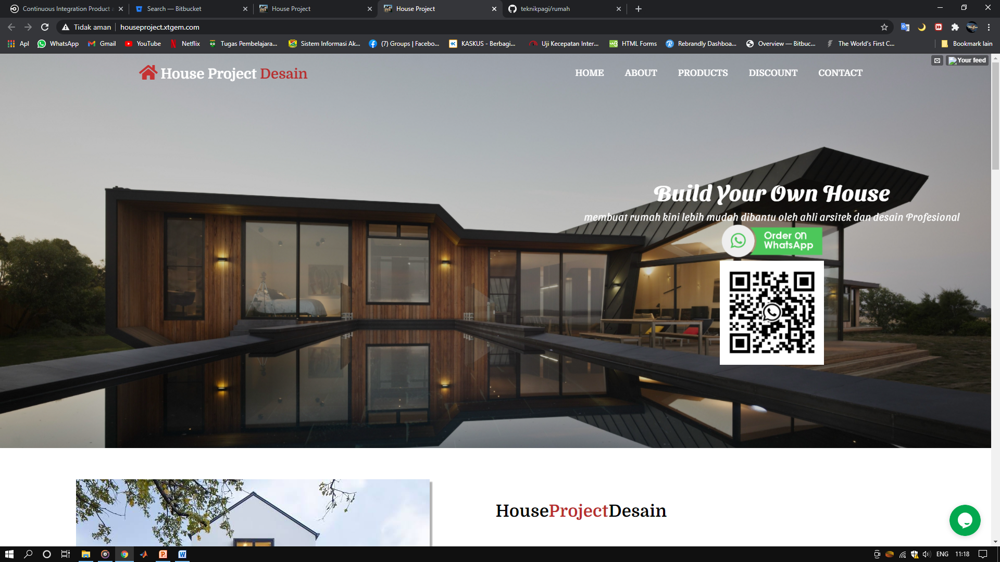 Continuous Integration Product a
Search — Bitbucket
House Project
House Project
teknikpagi/rumah
Tidak aman
houseproject.xtgem.com
Apl
WhatsApp
Gmail
YouTube
Netflix
Tugas Pembelajara...
Sistem Informasi Ak...
(7) Groups | Facebo...
KASKUS - Berbagi...
Uji Kecepatan Inter...
HTML Forms
Rebrandly Dashboa...
Overview — Bitbuc...
The World's First C...
Bookmark lain
Your feed
House Project Desain
HOME
ABOUT
PRODUCTS
DISCOUNT
CONTACT
Build Your Own House
membuat rumah kini lebih mudah dibantu oleh ahli arsitek dan desain Profesional
Order on
WhatsApp
HouseProjectDesain
ENG
11:18